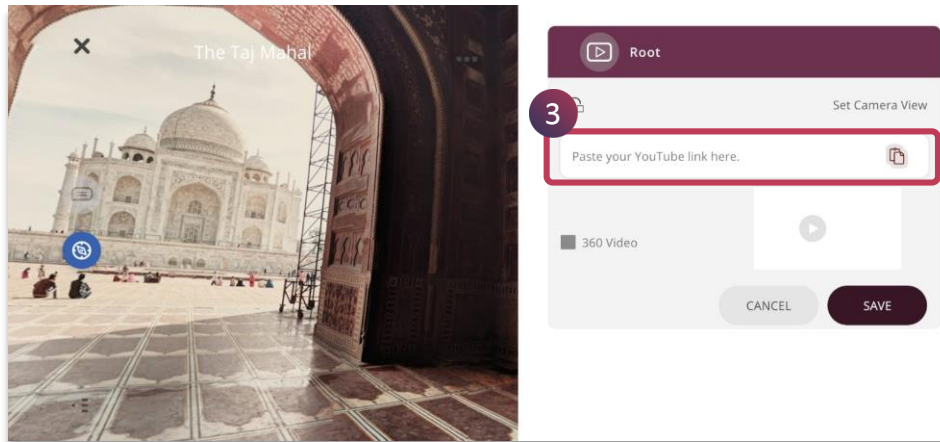 The Taj Mahal
Root
3
Set Camera View
Paste your YouTube link here.
360 Video
CANCEL
SAVE